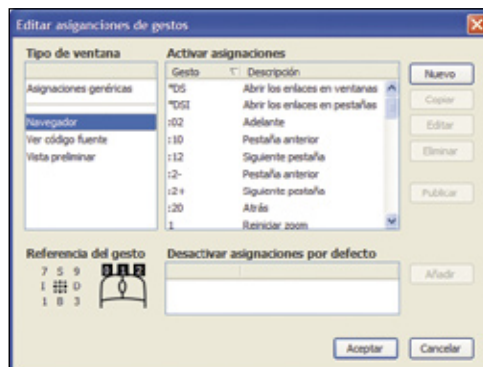 Editar asiganciones de gestos
Tipo de ventana
Asignaciones genéricas
Navegador
Ver código fuente
Vista preliminar
Activar asignaciones
Gesto Descripción
*DS Abrir los enlaces en ventanas
*DSI Abrir los enlaces en pestañas
:02 Adelante
:10 Pestaña anterior
:12 Siguiente pestaña
:2- Pestaña anterior
:2+ Siguiente pestaña
:20 Atrás
1 Reiniciar zoom
Nuevo
Copiar
Editar
Eliminar
Publicar
Referencia del gesto
7 S 9
I D
1 B 3
0 1 2
Desactivar asignaciones por defecto
Añadir
Aceptar
Cancelar